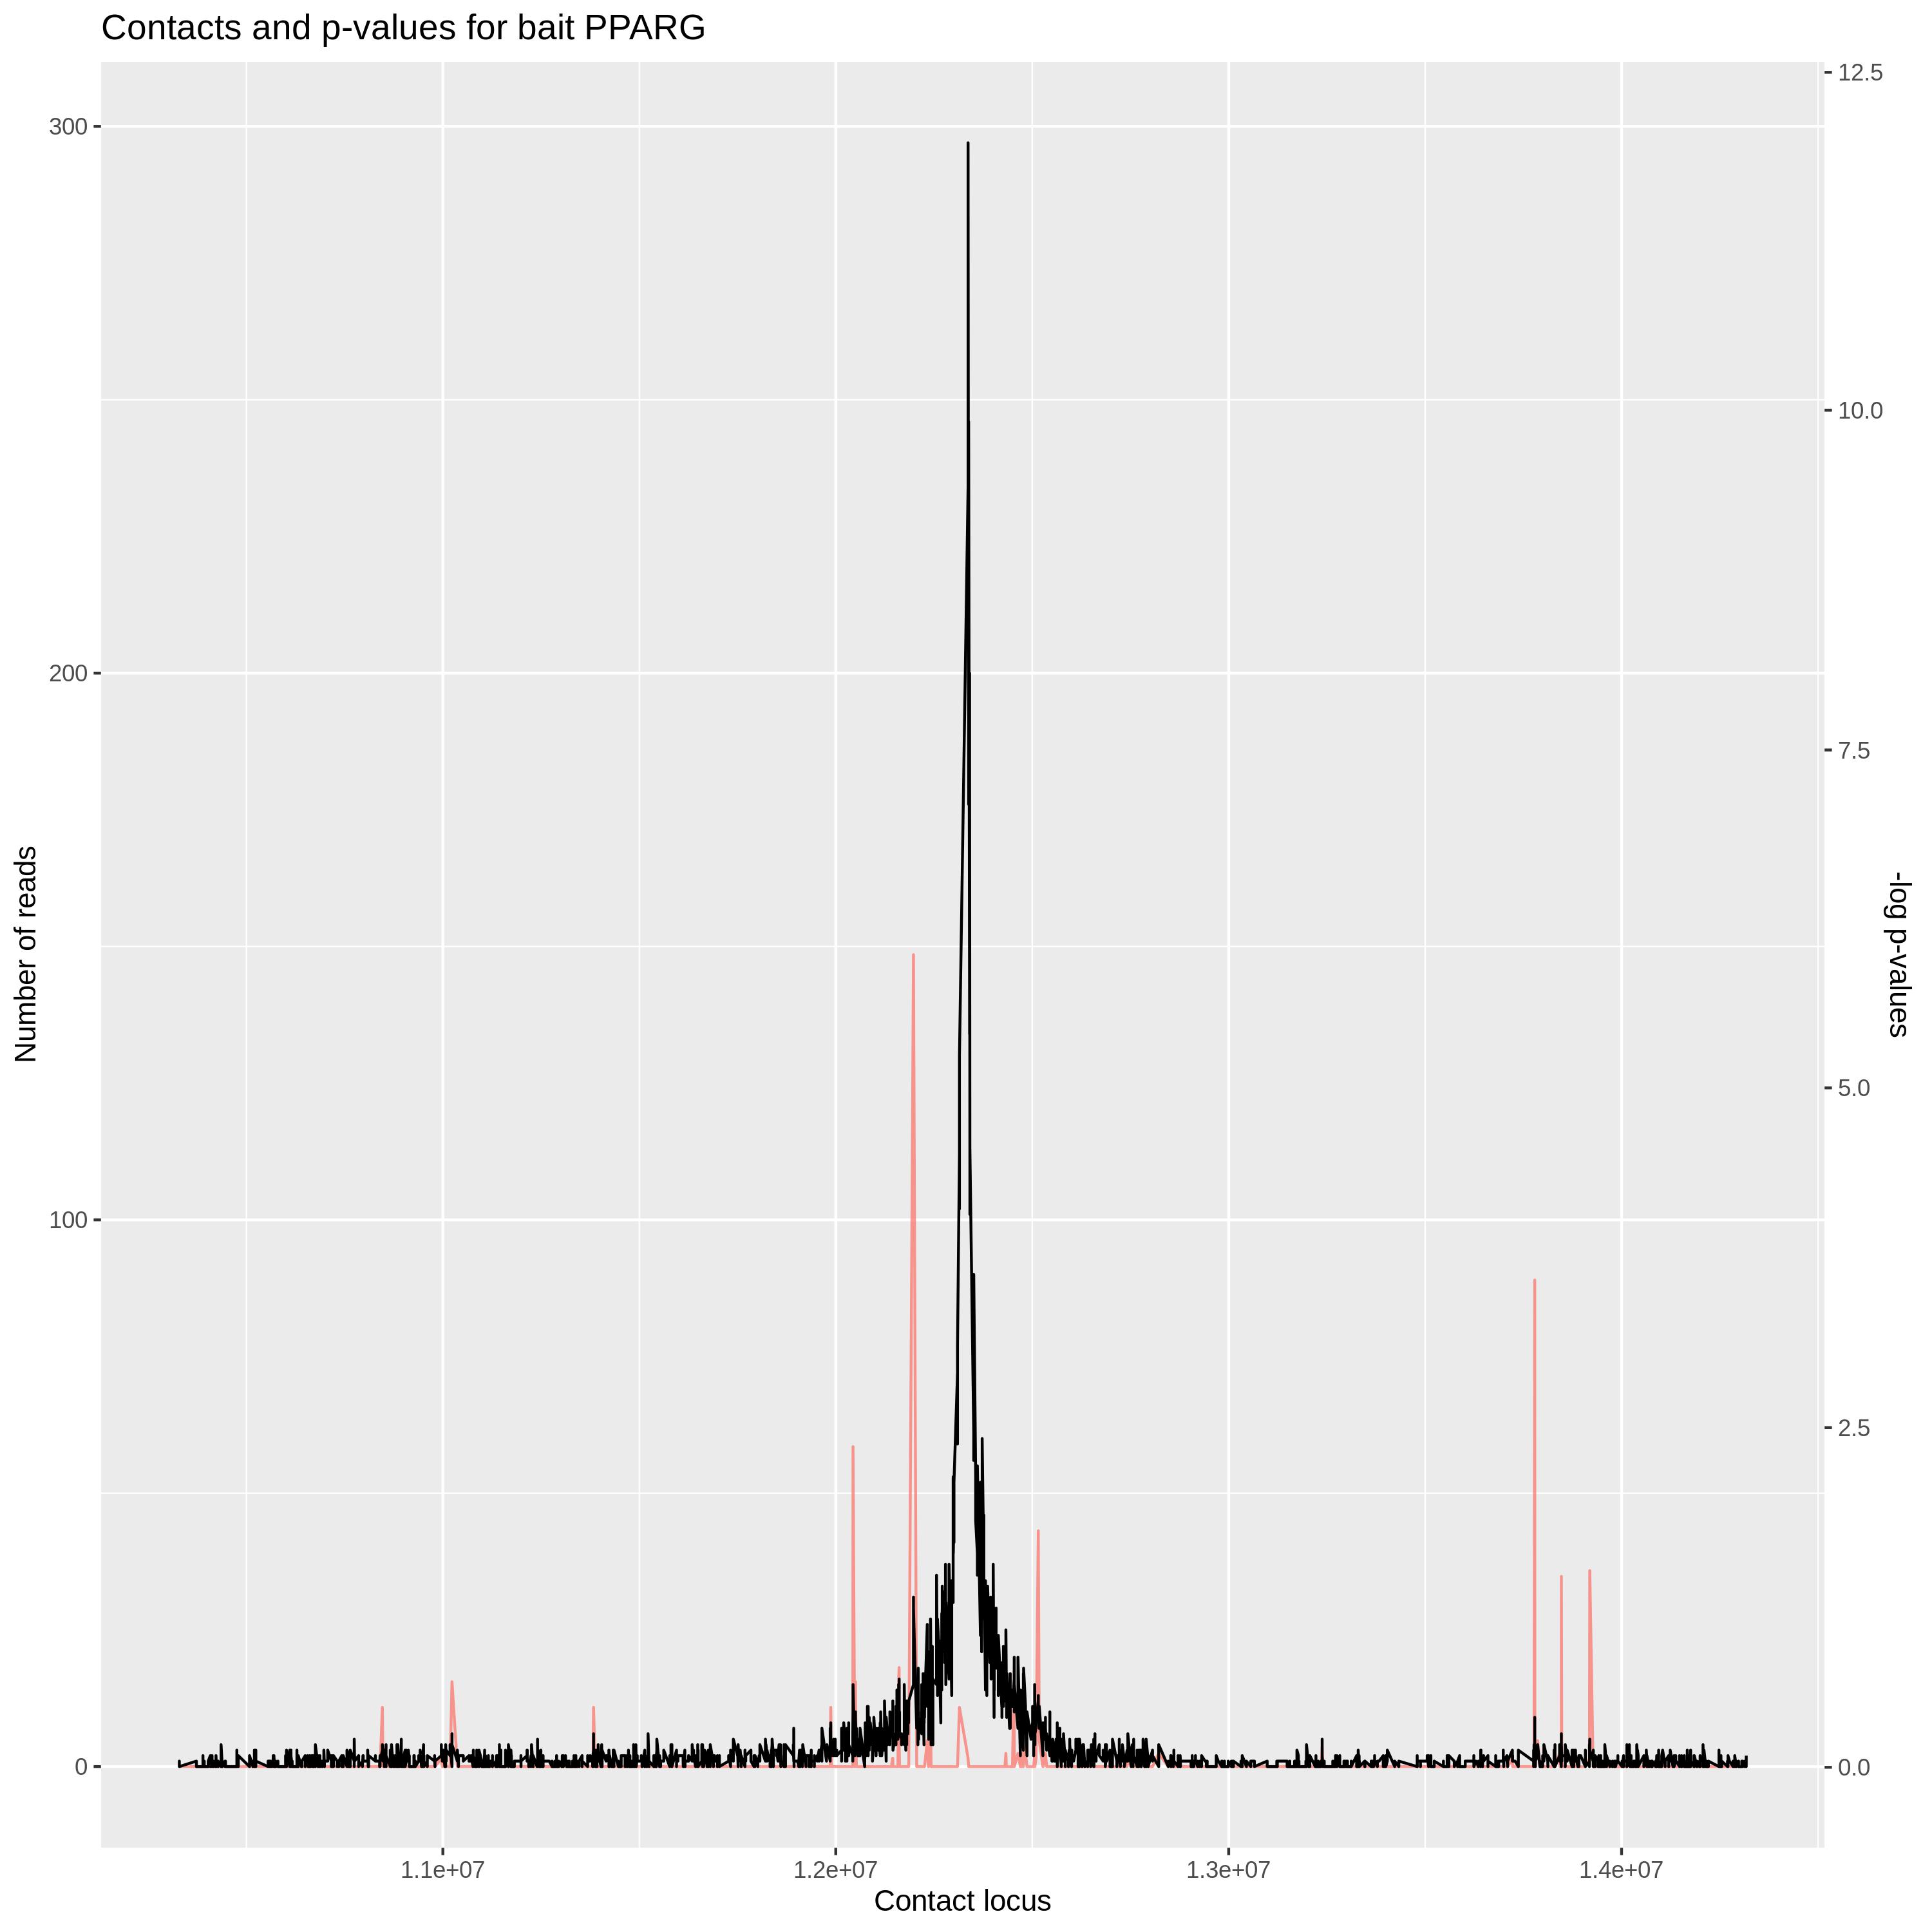 Contacts and p-values for bait PPARG
300
200
100
0
Number of reads
12.5
10.0
7.5
5.0
2.5
0.0
-log p-values
1.1e+07
1.2e+07
1.3e+07
1.4e+07
Contact locus